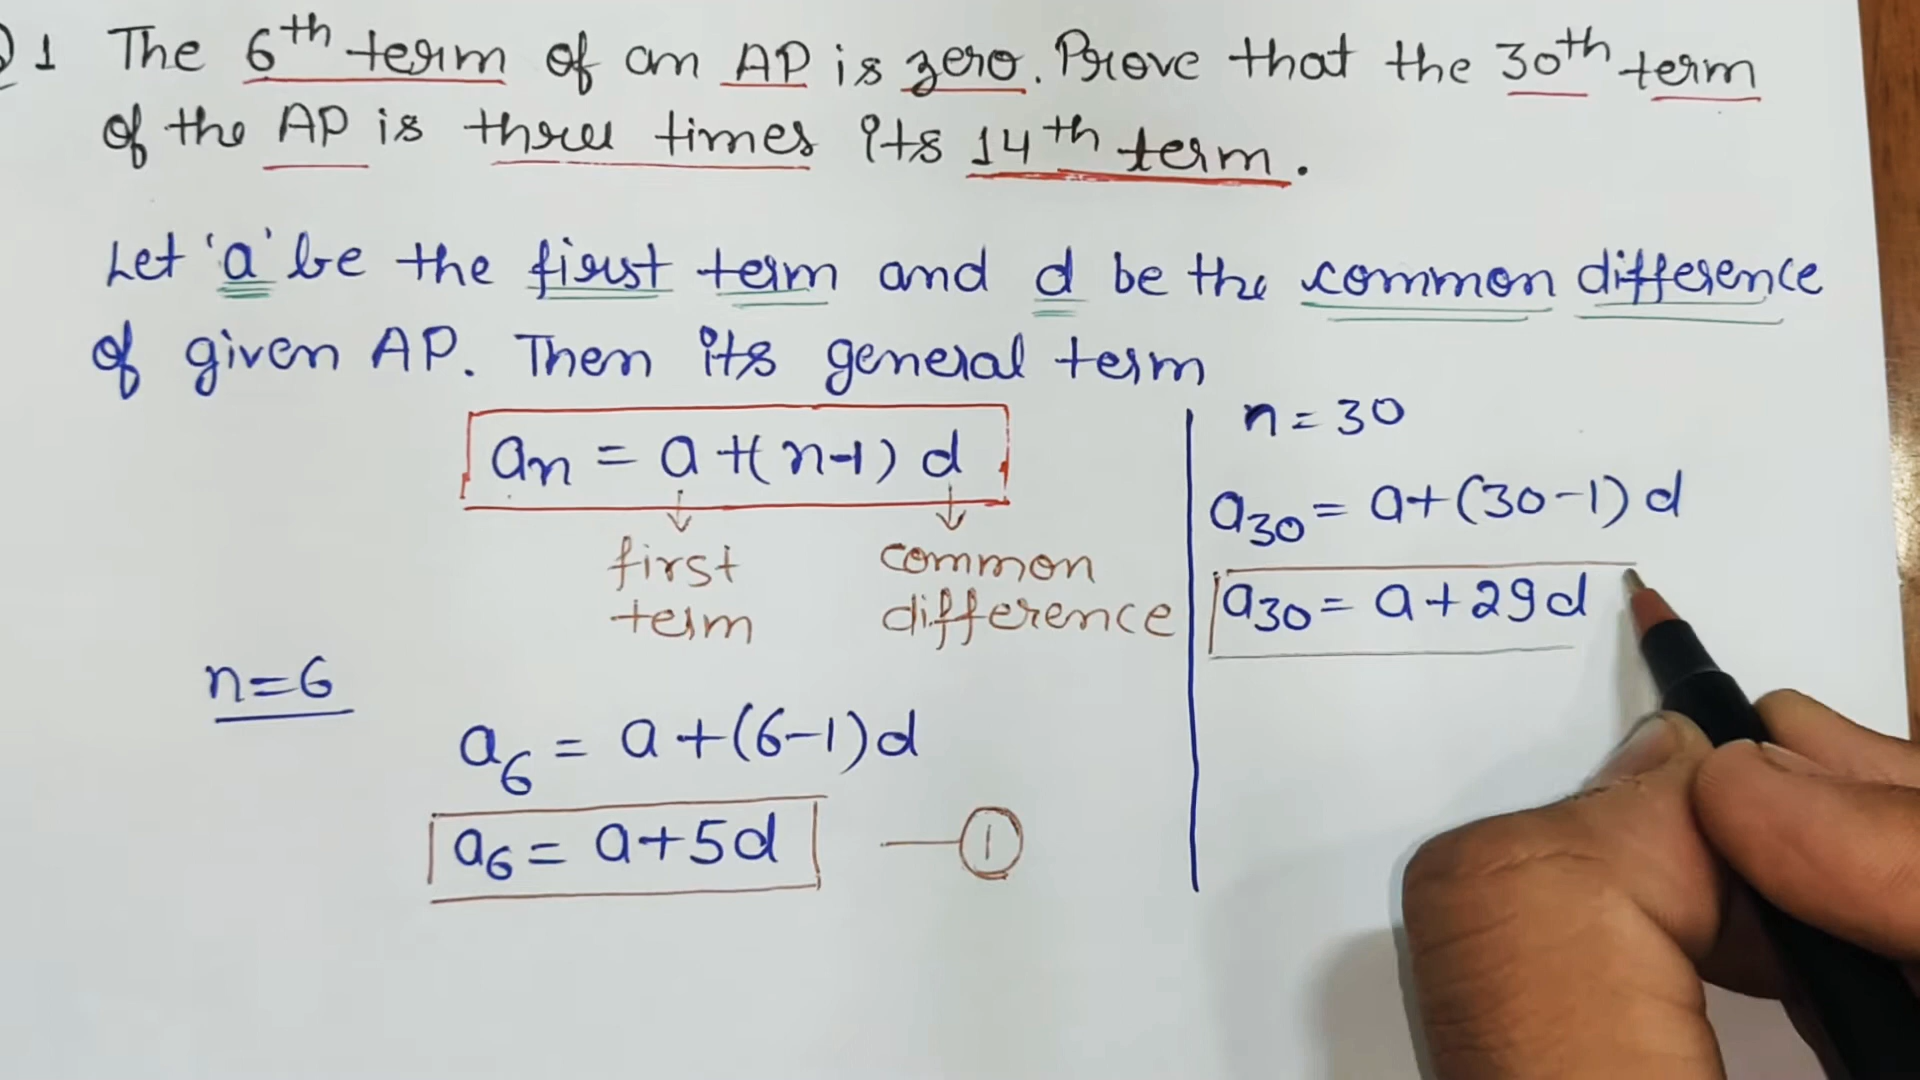 1 The 6th term of an AP is zero. Prove that the 30th term
of the AP is three times its 14th term.
Let 'a' be the first term and d be the common difference
of given AP. Then its general term
an = a+(n-1) d
first term
common difference
n=6
a6 = a+(6-1)d
a6 = a+5d — 1
n = 30
a30 = a+(30-1) d
a30 = a+29d